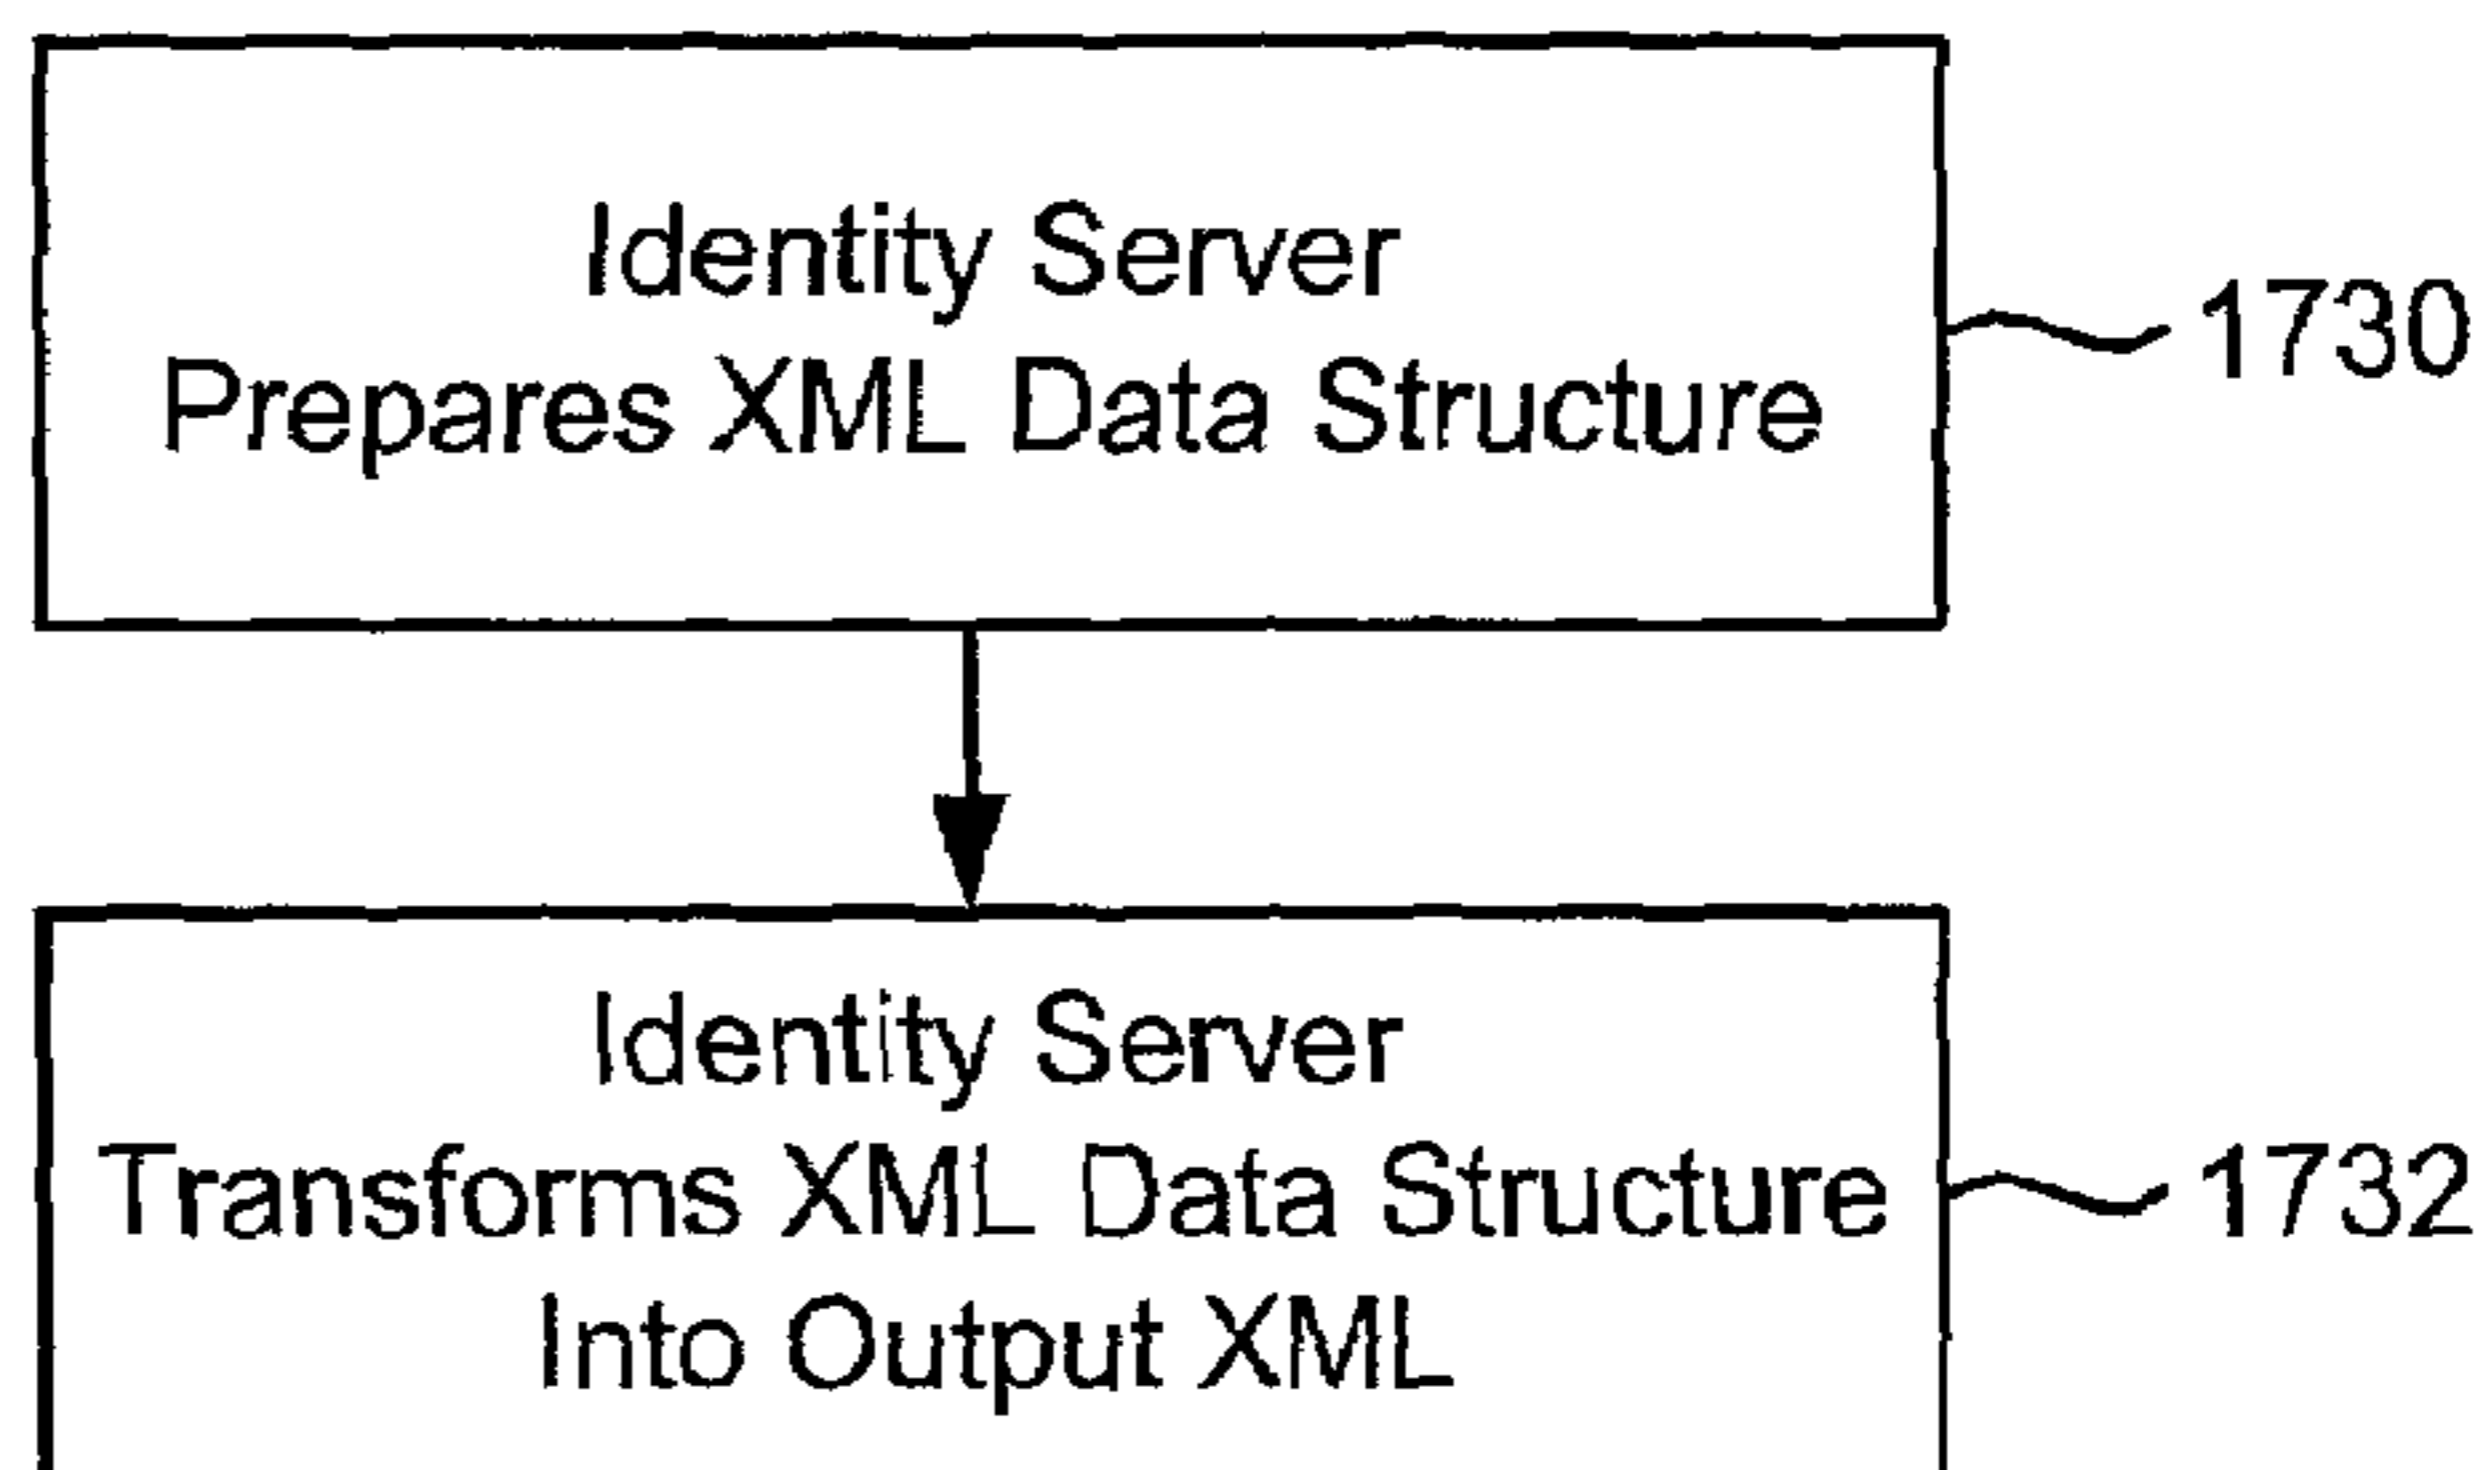 Identity Server
Prepares XML Data Structure
1730
Identity Server
Transforms XML Data Structure
Into Output XML
1732